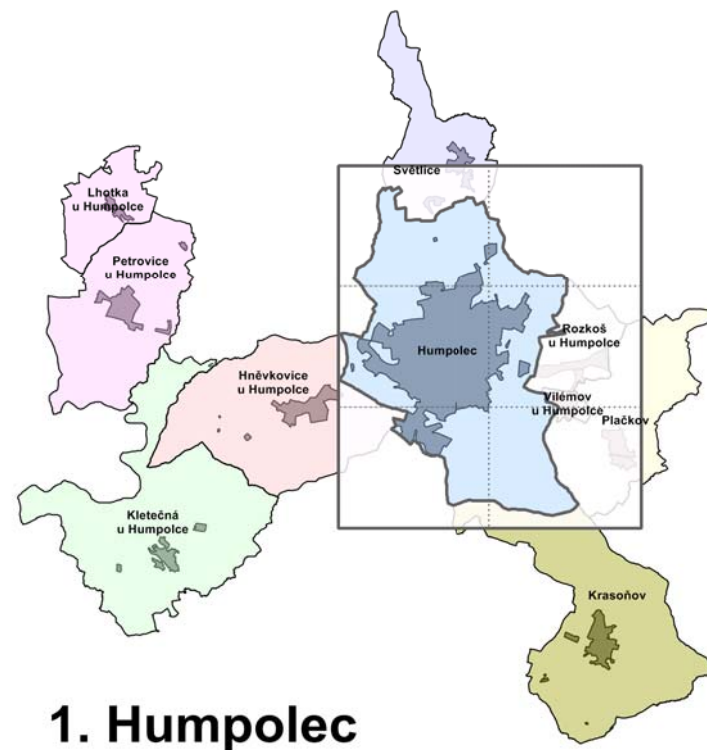 Světlice
Lhotka
u Humpolce
Petrovice
u Humpolce
Rozkoš
u Humpolce
Humpolec
Hněvkovice
u Humpolce
Vilémov
u Humpolce
Plačkov
Kletečná
u Humpolce
Krasoňov
1. Humpolec